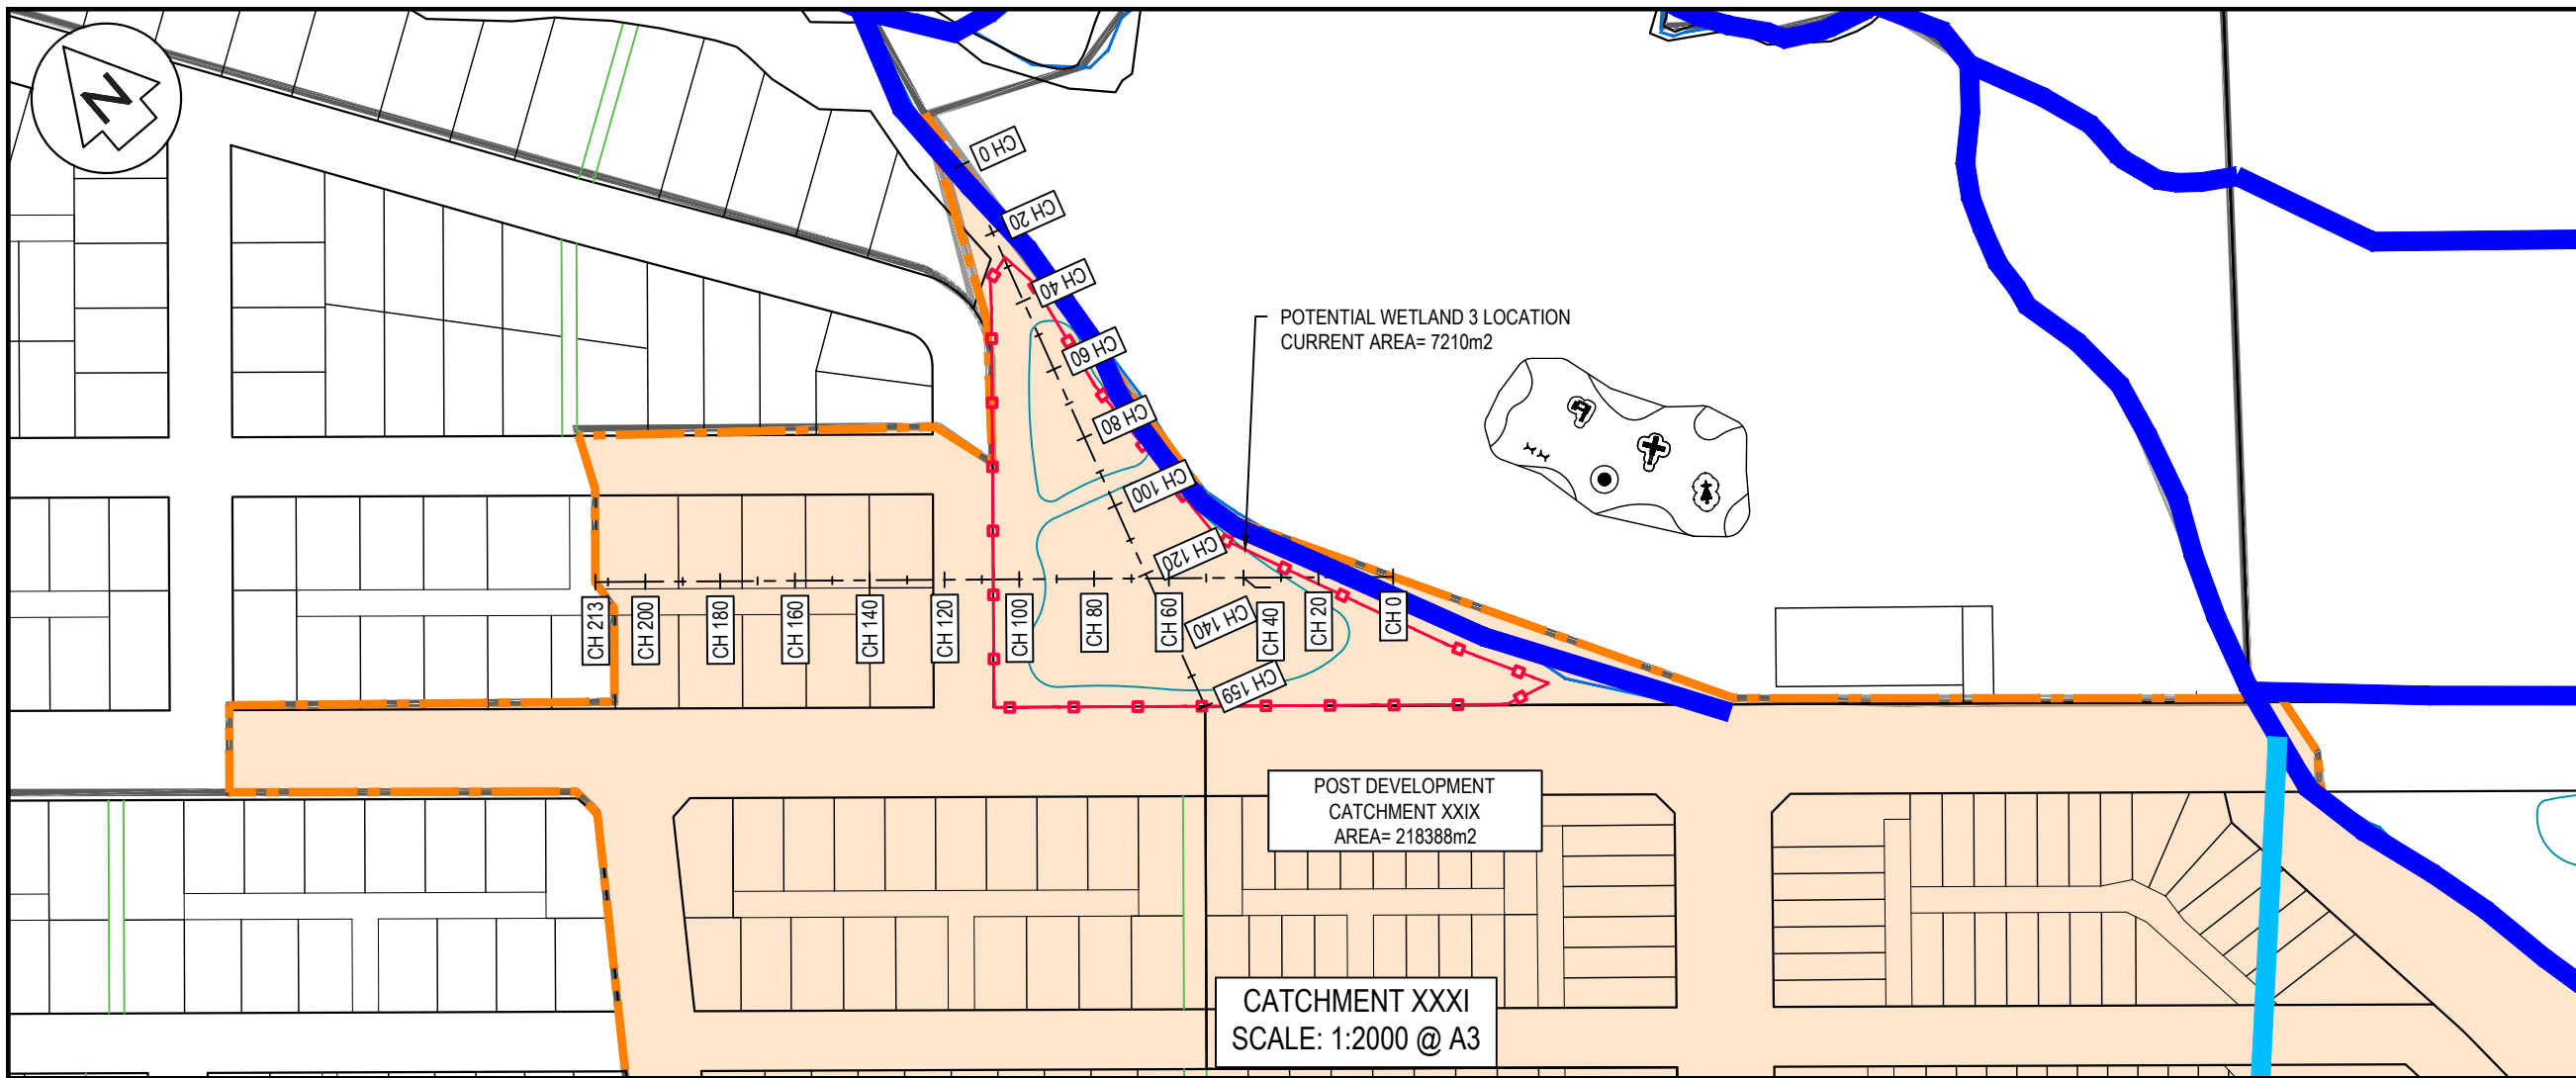 N
CH 0
CH 20
CH 40
CH 60
CH 80
CH 100
CH 120
CH 140
CH 159
POTENTIAL WETLAND 3 LOCATION
CURRENT AREA= 7210m2
CH 213
CH 200
CH 180
CH 160
CH 140
CH 120
CH 100
CH 80
CH 60
CH 40
CH 20
CH 0
POST DEVELOPMENT
CATCHMENT XXIX
AREA= 218388m2
CATCHMENT XXXI
SCALE: 1:2000 @ A3